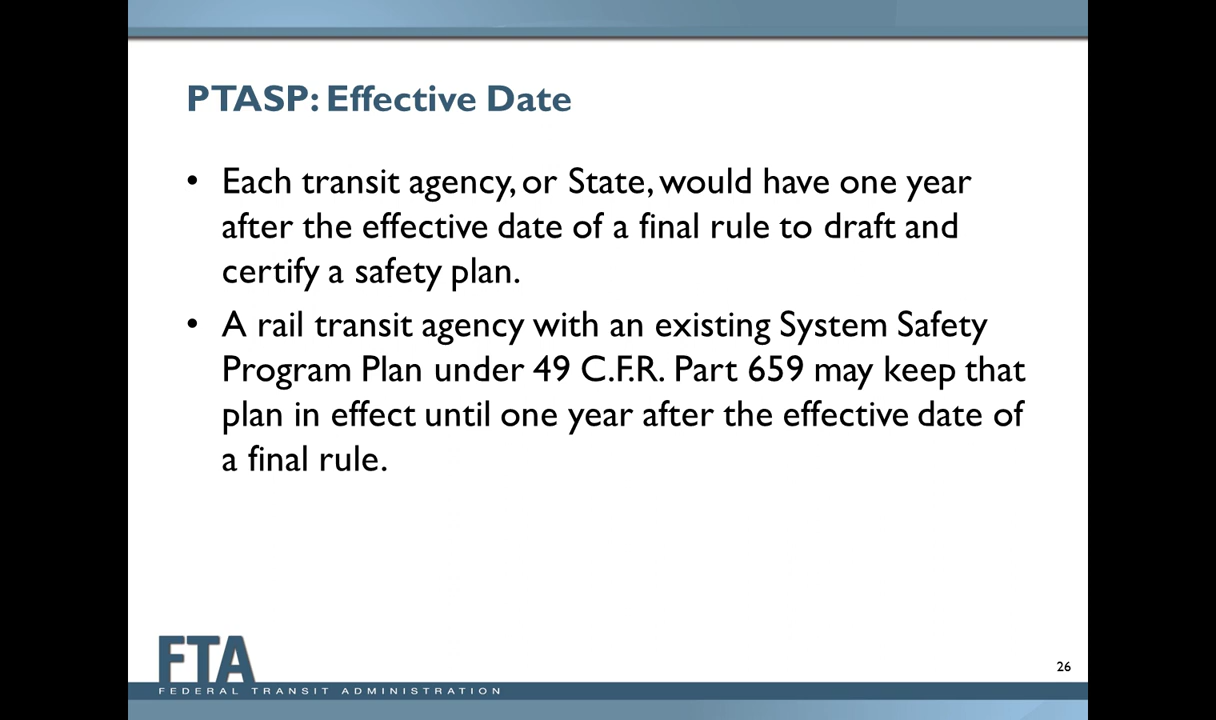 PTASP: Effective Date
• Each transit agency, or State, would have one year
after the effective date of a final rule to draft and
certify a safety plan.
• A rail transit agency with an existing System Safety
Program Plan under 49 C.F.R. Part 659 may keep that
plan in effect until one year after the effective date of
a final rule.
FTA
26
FEDERAL TRANSIT ADMINISTRATION